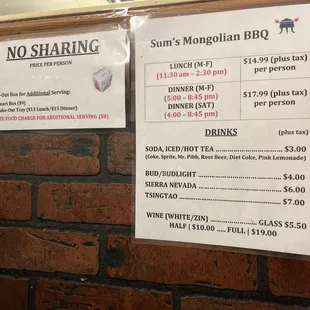 NO SHARING
PRICE PER PERSON
-Out Box for Additional Serving:
mart Box ($9)
ake-Out Tray ($13 Lunch/$15 Dinner)
TE FOOD CHARGE FOR ADDITIONAL SERVING ($8)
Sum's Mongolian BBQ
LUNCH (M-F)
(11:30 am - 2:30 pm)
$14.99 (plus tax)
per person
DINNER (M-F)
(5:00 - 8:45 pm)
DINNER (SAT)
(4:00 - 8:45 pm)
$17.99 (plus tax)
per person
DRINKS (plus tax)
SODA, ICED/HOT TEA $3.00
(Coke, Sprite, Mr. Pibb, Root Beer, Diet Coke, Pink Lemonade)
BUD/BUDLIGHT $4.00
SIERRA NEVADA $6.00
TSINGTAO $7.00
WINE (WHITE/ZIN) GLASS $5.50
HALF | $10.00 ..... FULL | $19.00